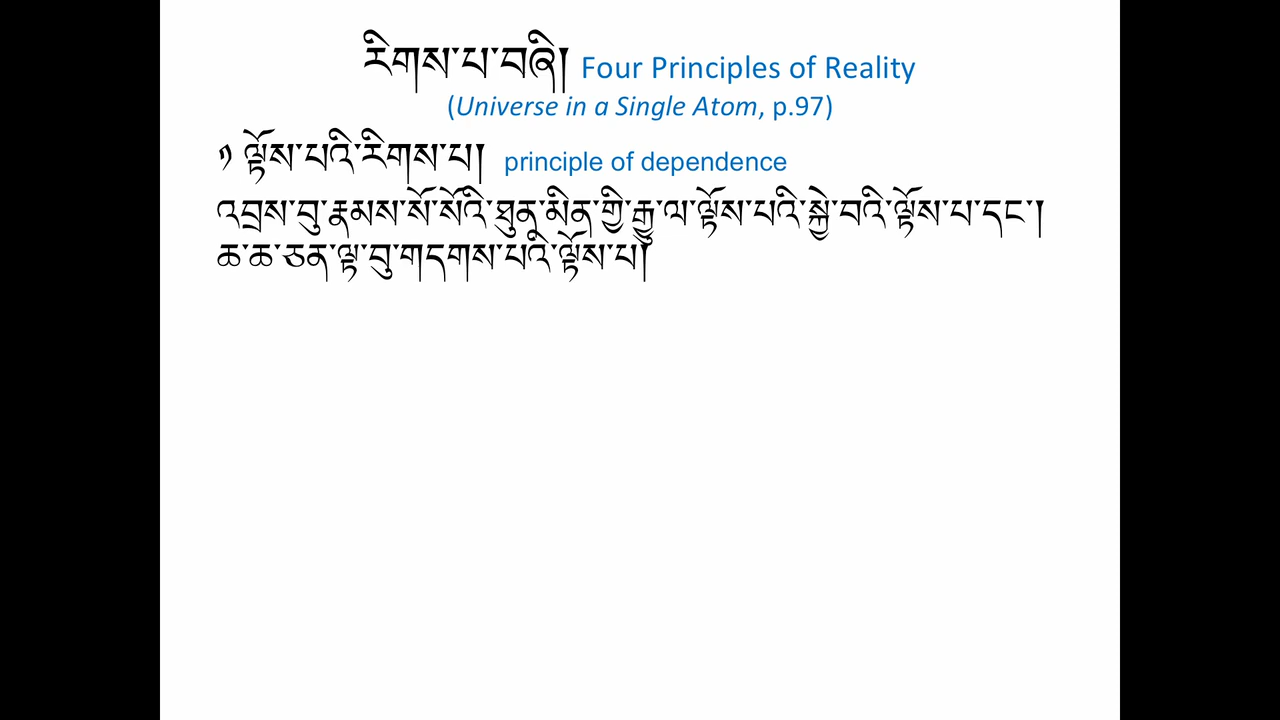 རིགས་པ་བཞི། Four Principles of Reality
(Universe in a Single Atom, p.97)
༡ ལྟོས་པའི་རིགས་པ། principle of dependence
འབྲས་བུ་རྣམས་སོ་སོའི་ཐུན་མིན་གྱི་རྒྱུ་ལ་ལྟོས་པའི་སྐྱེ་བའི་ལྟོས་པ་དང་།
ཆ་ཆ་ཅན་ལྟ་བུ་གདགས་པའི་ལྟོས་པ།